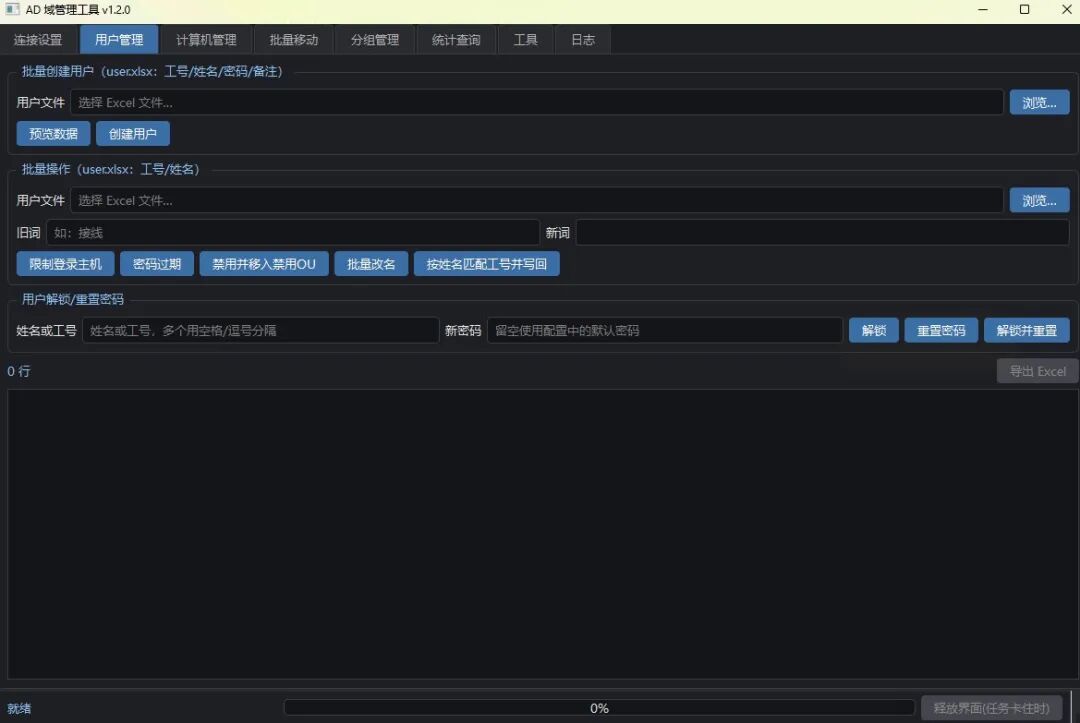 AD 域管理工具 v1.2.0
连接设置 用户管理 计算机管理 批量移动 分组管理 统计查询 工具 日志
批量创建用户（user.xlsx：工号/姓名/密码/备注）
用户文件 选择 Excel 文件... 浏览...
预览数据 创建用户
批量操作（user.xlsx：工号/姓名）
用户文件 选择 Excel 文件... 浏览...
旧词 如：接线 新词
限制登录主机 密码过期 禁用并移入禁用OU 批量改名 按姓名匹配工号并写回
用户解锁/重置密码
姓名或工号 姓名或工号，多个用空格/逗号分隔 新密码 留空使用配置中的默认密码 解锁 重置密码 解锁并重置
0 行 导出 Excel
就绪 0% 释放界面(任务卡住时)